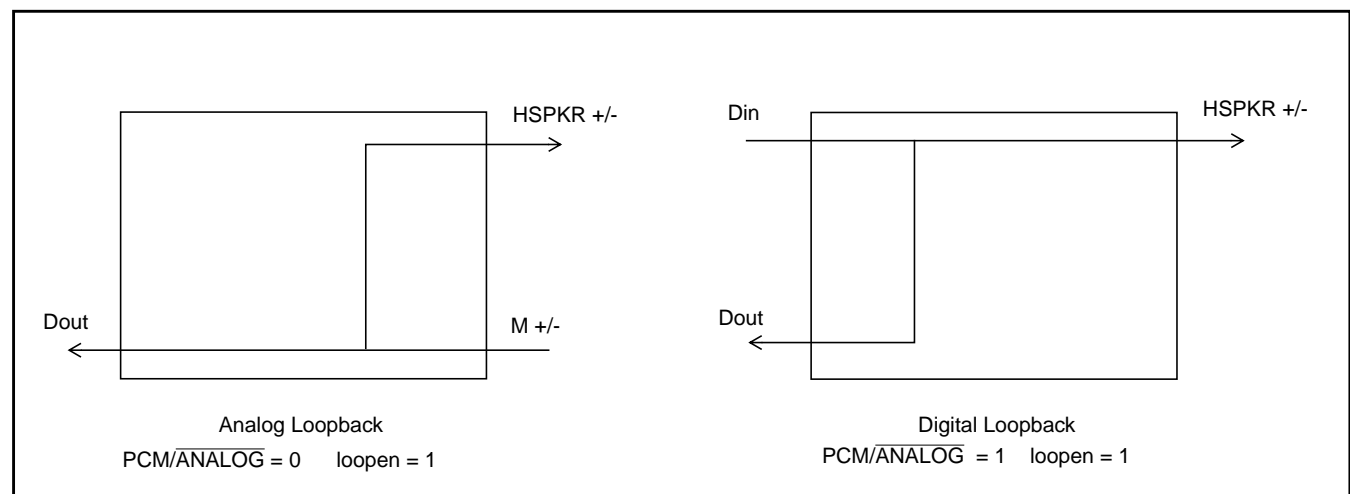 HSPKR +/-
Dout
M +/-
Analog Loopback
PCM/ANALOG = 0 loopen = 1
Din
HSPKR +/-
Dout
Digital Loopback
PCM/ANALOG = 1 loopen = 1